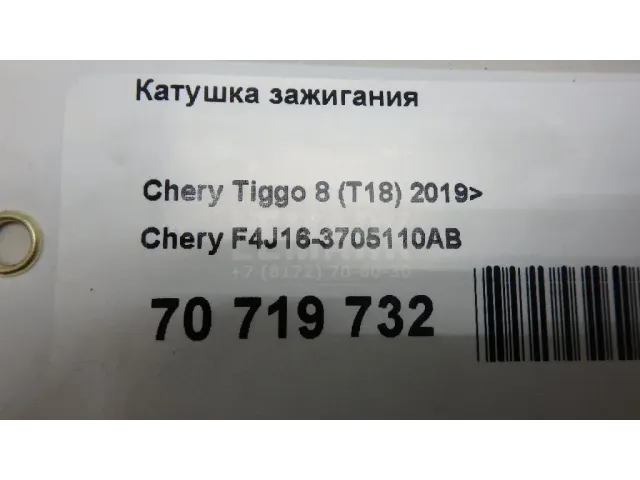 Катушка зажигания
Chery Tiggo 8 (T18) 2019>
Chery F4J16-3705110AB
70 719 732